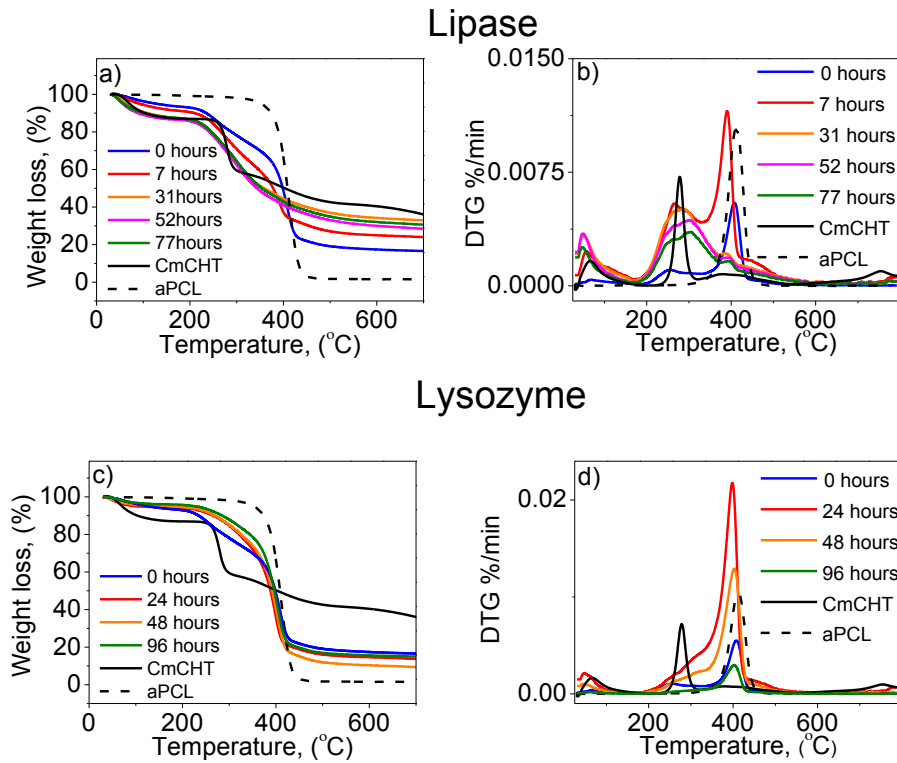 Lipase
a)
Weight loss, (%)
100
80
60
40
20
0
0 hours
7 hours
31hours
52hours
77hours
CmCHT
aPCL
0 200 400 600
Temperature, (°C)
b)
DTG %/min
0.0150
0.0075
0.0000
0 hours
7 hours
31 hours
52 hours
77 hours
CmCHT
aPCL
200 400 600
Temperature, (°C)
Lysozyme
c)
Weight loss, (%)
100
80
60
40
20
0
0 hours
24 hours
48 hours
96 hours
CmCHT
aPCL
0 200 400 600
Temperature, (°C)
d)
DTG %/min
0.02
0.00
0 hours
24 hours
48 hours
96 hours
CmCHT
aPCL
200 400 600
Temperature, (°C)